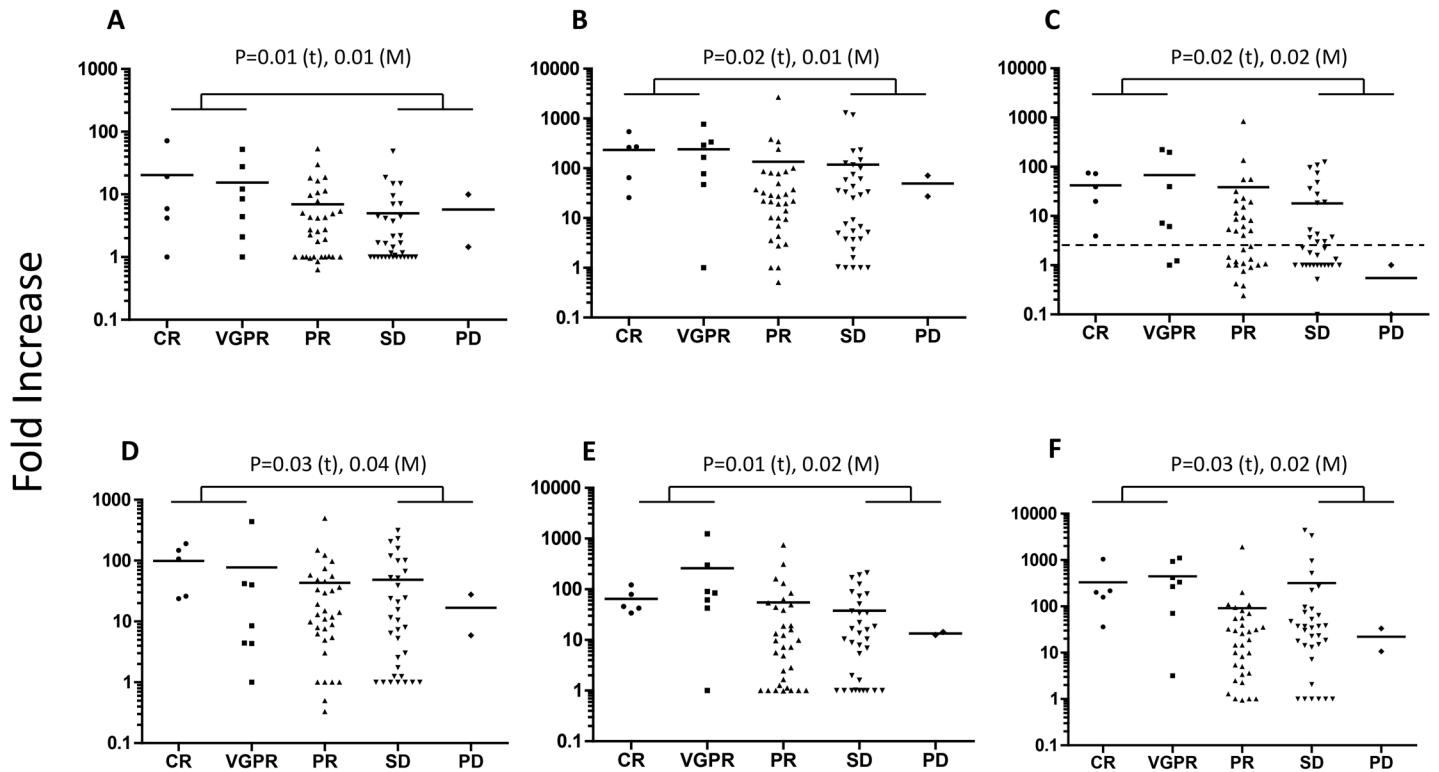 Fold Increase
A
P=0.01 (t), 0.01 (M)
1000
100
10
1
0.1
CR VGPR PR SD PD
B
P=0.02 (t), 0.01 (M)
10000
1000
100
10
1
0.1
CR VGPR PR SD PD
C
P=0.02 (t), 0.02 (M)
10000
1000
100
10
1
0.1
CR VGPR PR SD PD
D
P=0.03 (t), 0.04 (M)
1000
100
10
1
0.1
CR VGPR PR SD PD
E
P=0.01 (t), 0.02 (M)
10000
1000
100
10
1
0.1
CR VGPR PR SD PD
F
P=0.03 (t), 0.02 (M)
10000
1000
100
10
1
0.1
CR VGPR PR SD PD